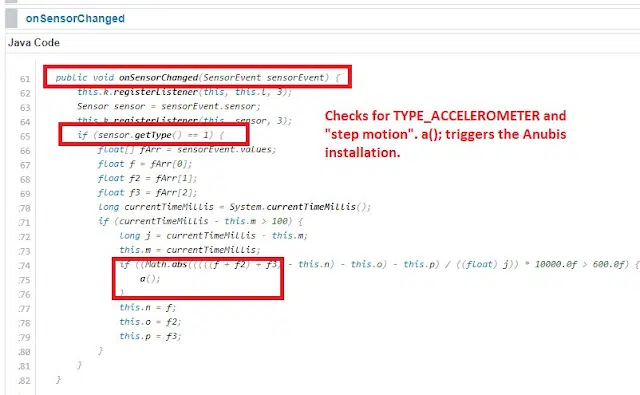 onSensorChanged
Java Code
61 public void onSensorChanged(SensorEvent sensorEvent) {
62 this.k.registerListener(this, this.l, 3);
63 Sensor sensor = sensorEvent.sensor;
64 this.k.registerListener(this, sensor, 3);
65 if (sensor.getType() == 1) {
66 float[] fArr = sensorEvent.values;
67 float f = fArr[0];
68 float f2 = fArr[1];
69 float f3 = fArr[2];
70 long currentTimeMillis = System.currentTimeMillis();
71 if (currentTimeMillis - this.m > 100) {
72 long j = currentTimeMillis - this.m;
73 this.m = currentTimeMillis;
74 if ((Math.abs(((((f + f2) + f3) - this.n) - this.o) - this.p) / ((float) j)) * 10000.0f > 600.0f) {
75 a();
76 }
77 this.n = f;
78 this.o = f2;
79 this.p = f3;
80 }
81 }
82 }
Checks for TYPE_ACCELEROMETER and
"step motion". a(); triggers the Anubis
installation.